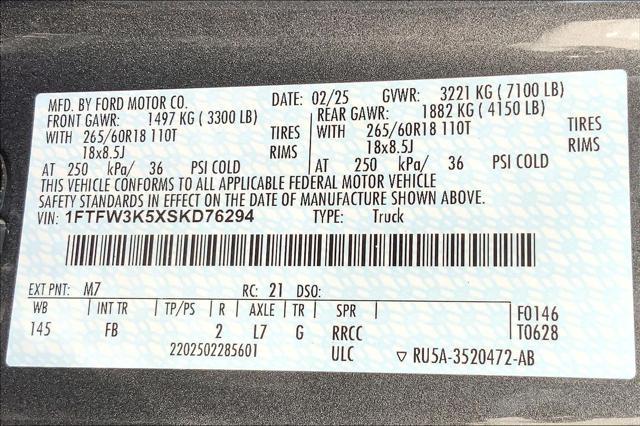 MFD. BY FORD MOTOR CO. DATE: 02/25 GVWR: 3221 KG ( 7100 LB)
FRONT GAWR: 1497 KG ( 3300 LB) REAR GAWR: 1882 KG ( 4150 LB)
WITH 265/60R18 110T TIRES WITH 265/60R18 110T TIRES
18x8.5J RIMS 18x8.5J RIMS
AT 250 kPa/ 36 PSI COLD AT 250 kPa/ 36 PSI COLD
THIS VEHICLE CONFORMS TO ALL APPLICABLE FEDERAL MOTOR VEHICLE
SAFETY STANDARDS IN EFFECT ON THE DATE OF MANUFACTURE SHOWN ABOVE.
VIN: 1FTFW3K5XSKD76294 TYPE: Truck
EXT PNT: M7 RC: 21 DSO:
WB INT TR TP/PS R AXLE TR SPR F0146
145 FB 2 L7 G RRCC T0628
2202502285601 ULC ▽ RU5A-3520472-AB